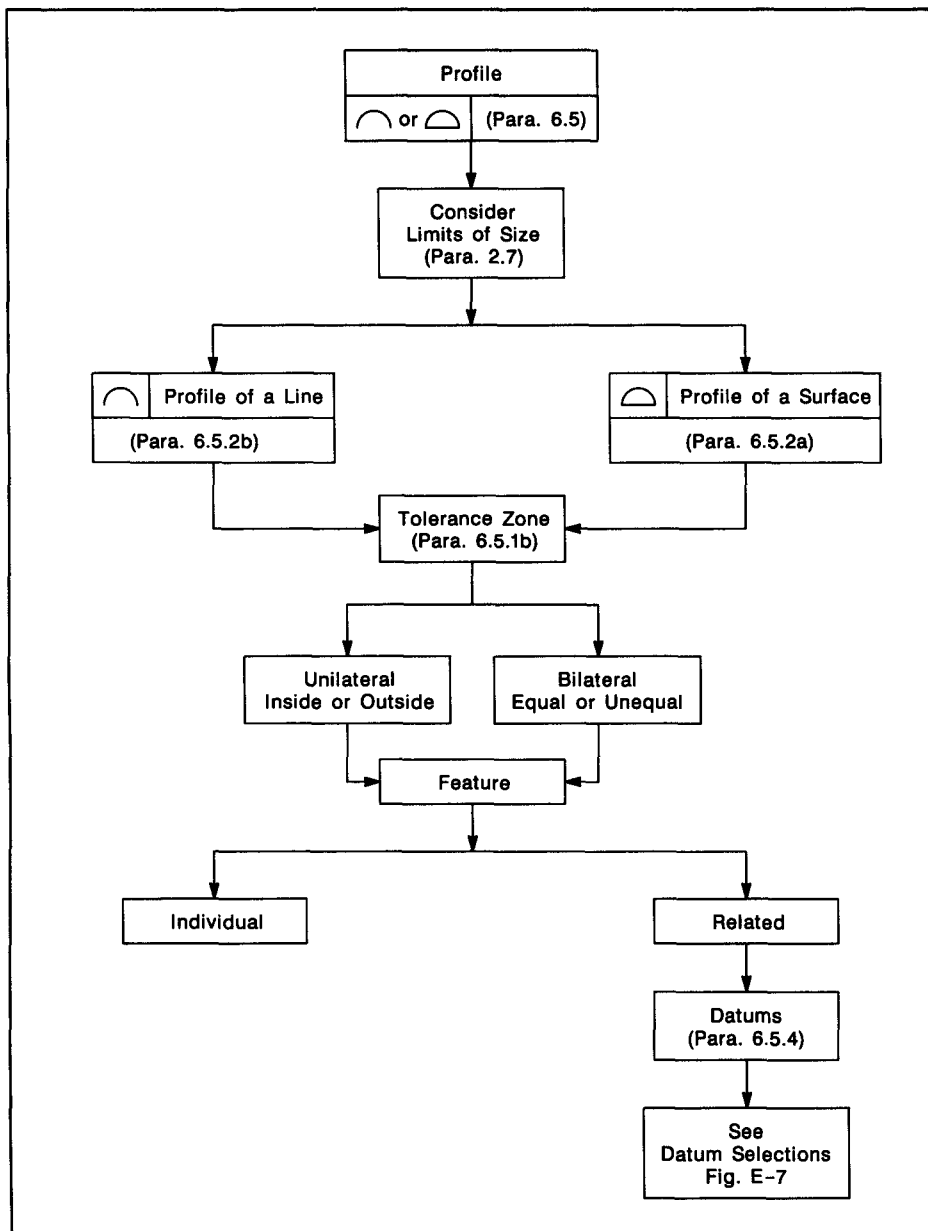 Profile
or
(Para. 6.5)
Consider
Limits of Size
(Para. 2.7)
Profile of a Line
(Para. 6.5.2b)
Profile of a Surface
(Para. 6.5.2a)
Tolerance Zone
(Para. 6.5.1b)
Unilateral
Inside or Outside
Bilateral
Equal or Unequal
Feature
Individual
Related
Datums
(Para. 6.5.4)
See
Datum Selections
Fig. E-7